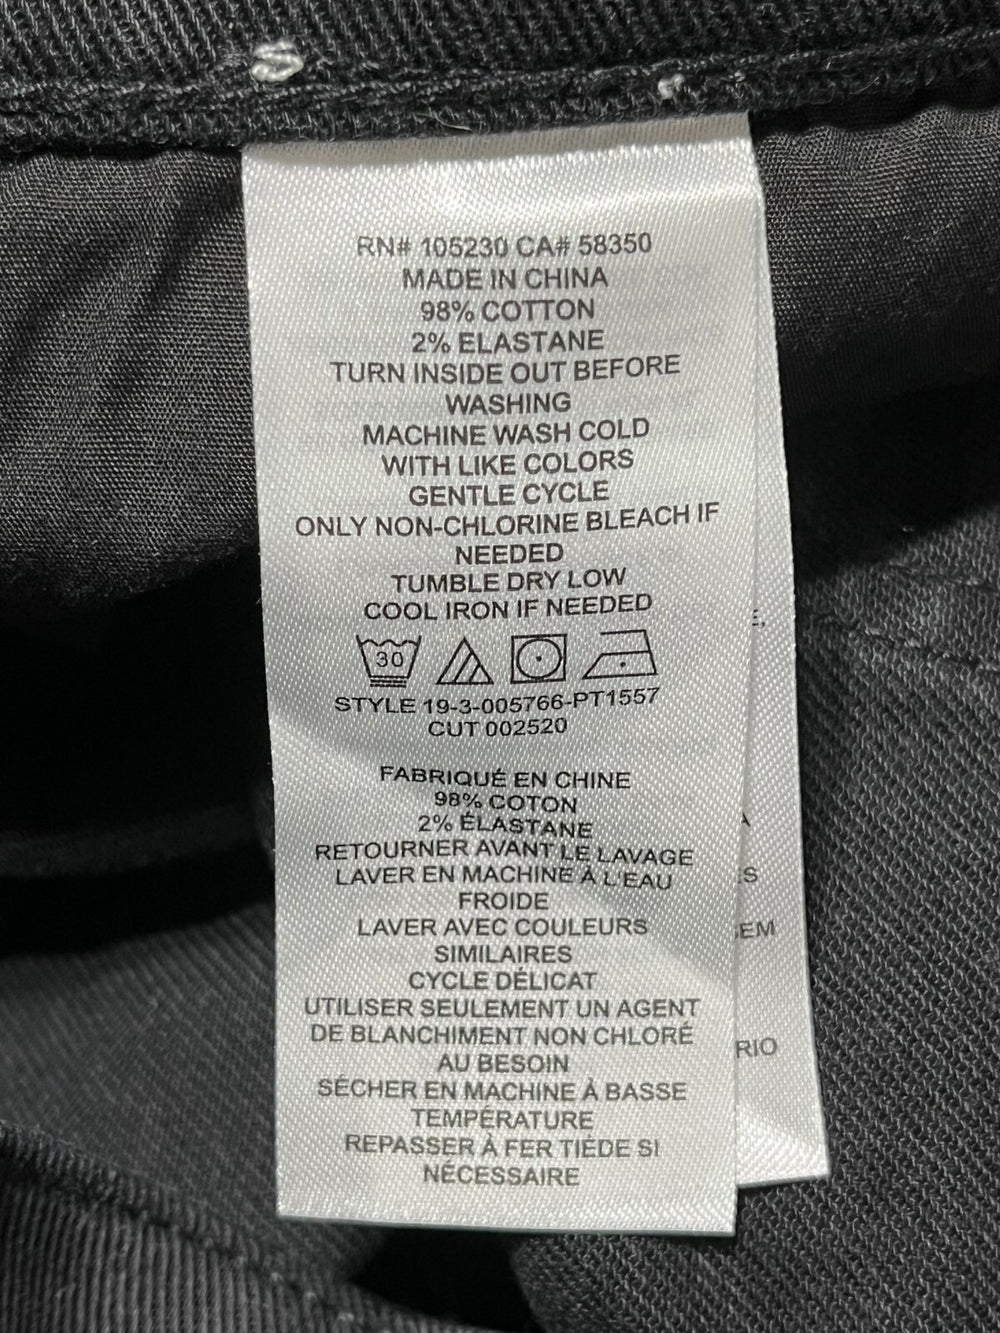 RN# 105230 CA# 58350
MADE IN CHINA
98% COTTON
2% ELASTANE
TURN INSIDE OUT BEFORE
WASHING
MACHINE WASH COLD
WITH LIKE COLORS
GENTLE CYCLE
ONLY NON-CHLORINE BLEACH IF
NEEDED
TUMBLE DRY LOW
COOL IRON IF NEEDED
30
STYLE 19-3-005766-PT1557
CUT 002520
FABRIQUÉ EN CHINE
98% COTON
2% ÉLASTANE
RETOURNER AVANT LE LAVAGE
LAVER EN MACHINE À L'EAU
FROIDE
LAVER AVEC COULEURS
SIMILAIRES
CYCLE DÉLICAT
UTILISER SEULEMENT UN AGENT
DE BLANCHIMENT NON CHLORÉ
AU BESOIN
SÉCHER EN MACHINE À BASSE
TEMPÉRATURE
REPASSER À FER TIÉDE SI
NÉCESSAIRE